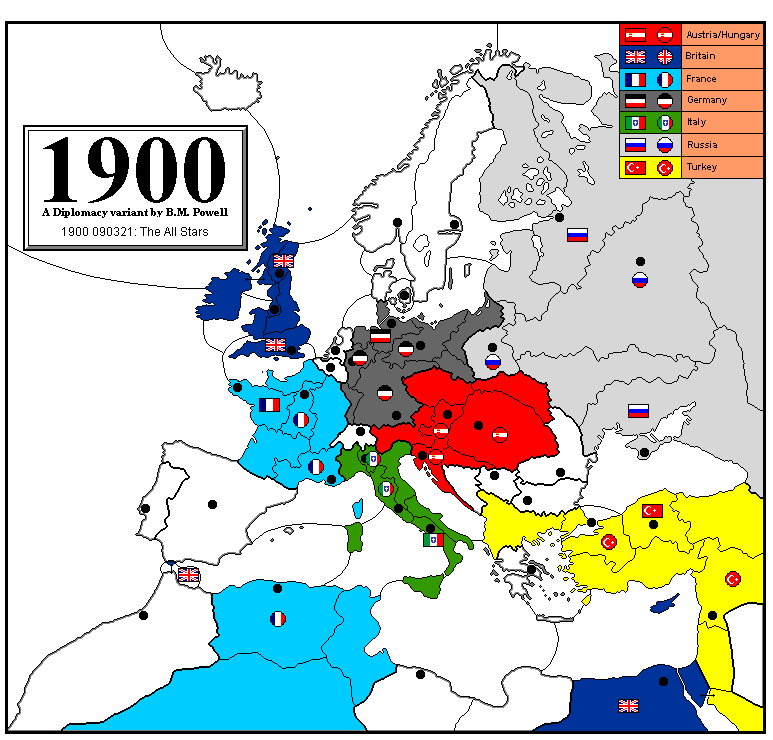 1900
A Diplomacy variant by B.M. Powell
1900 090321: The All Stars
Austria/Hungary
Britain
France
Germany
Italy
Russia
Turkey